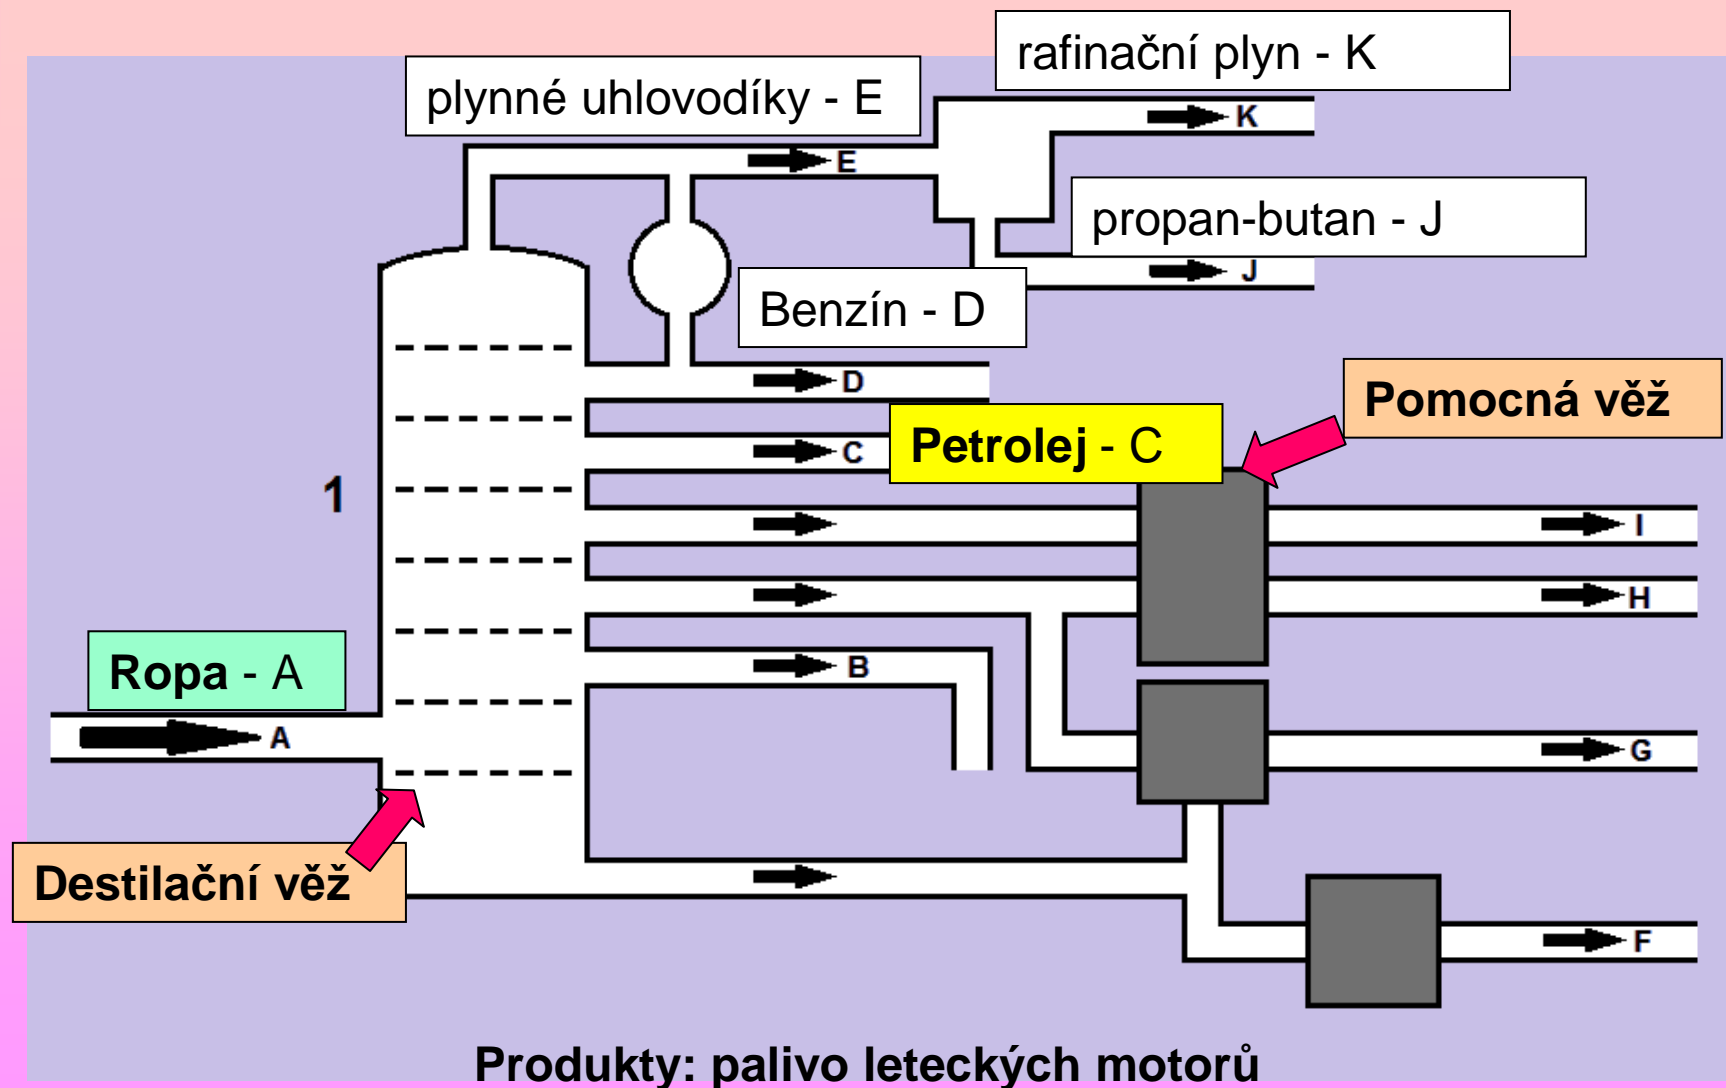 rafinační plyn - K
plynné uhlovodíky - E
K
E
propan-butan - J
J
Benzín - D
D
Pomocná věž
Petrolej - C
C
1
I
H
Ropa - A
B
A
G
Destilační věž
F
Produkty: palivo leteckých motorů